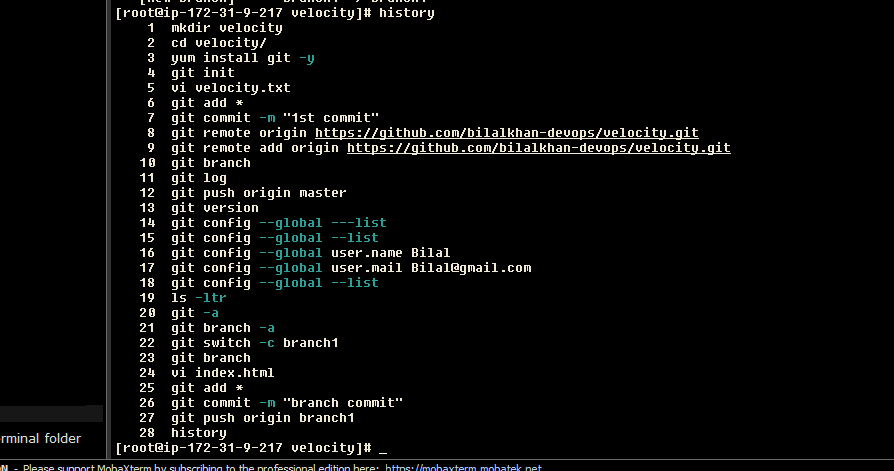 [root@ip-172-31-9-217 velocity]# history
1 mkdir velocity
2 cd velocity/
3 yum install git -y
4 git init
5 vi velocity.txt
6 git add *
7 git commit -m "1st commit"
8 git remote origin https://github.com/bilalkhan-devops/velocity.git
9 git remote add origin https://github.com/bilalkhan-devops/velocity.git
10 git branch
11 git log
12 git push origin master
13 git version
14 git config --global ---list
15 git config --global --list
16 git config --global user.name Bilal
17 git config --global user.mail Bilal@gmail.com
18 git config --global --list
19 ls -ltr
20 git -a
21 git branch -a
22 git switch -c branch1
23 git branch
24 vi index.html
25 git add *
26 git commit -m "branch commit"
27 git push origin branch1
28 history
rminal folder
[root@ip-172-31-9-217 velocity]# _
ON - Please support MobaXterm by subscribing to the professional edition here: https://mobaxterm.mobatek.net